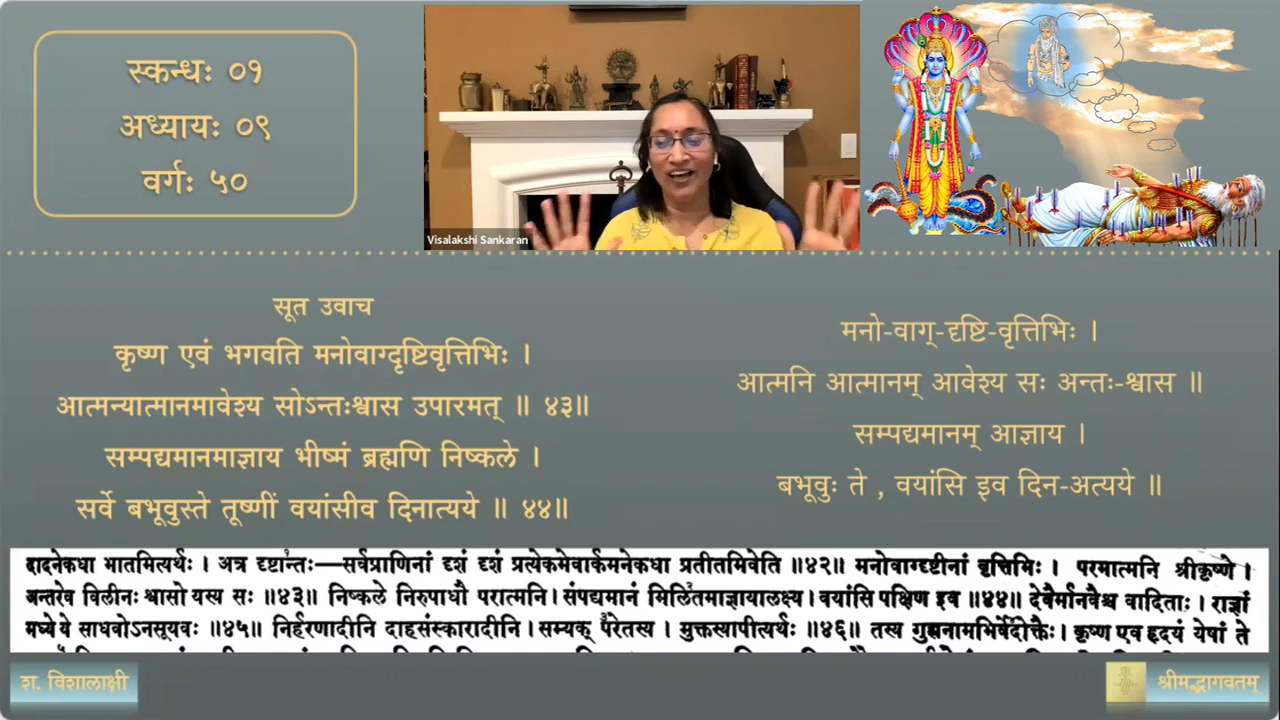 स्कन्धः ०१
अध्यायः ०९
वर्गः ५०
Visalakshi Sankaran
सूत उवाच
कृष्ण एवं भगवति मनोवाग्दृष्टिवृत्तिभिः ।
आत्मन्यात्मानमावेश्य सोऽन्तःश्वास उपारमत् ॥ ४३॥
सम्पद्यमानमाज्ञाय भीष्मं ब्रह्मणि निष्कले ।
सर्वे बभूवुस्ते तूष्णीं वयांसीव दिनात्यये ॥ ४४॥
मनो-वाग्-दृष्टि-वृत्तिभिः ।
आत्मनि आत्मानम् आवेश्य सः अन्तः-श्वास ॥
सम्पद्यमानम् आज्ञाय ।
बभूवुः ते , वयांसि इव दिन-अत्यये ॥
दादनेकधा भातमित्यर्थः । अत्र दृष्टांन्तः—सर्वप्राणिनां दृशं दृशं प्रत्येकमेवार्कमनेकधा प्रतीतमिवेति ॥४२॥ मनोवाग्दृष्टीनां वृत्तिभिः । परमात्मनि श्रीकृष्णे ।
अन्तरेव विलीनः श्वासो यस्य सः ॥४३॥ निष्कले निरुपाधौ परात्मनि । संपद्यमानं मिलितमाज्ञायालक्ष्य । वयांसि पक्षिण इव ॥४४॥ देवैर्मानवैश्च वादिताः । राज्ञां
मध्ये ये साधवोऽनसूयवः ॥४५॥ निर्हरणादीनि दाहसंस्कारादीनि । सम्यक् परेतस्य । मुक्तस्यापीत्यर्थः ॥४६॥ तस्य गुह्यनामभिर्वेदोक्तैः । कृष्ण एव हृदयं येषां ते
श. विशालाक्षी
श्रीमद्भागवतम्